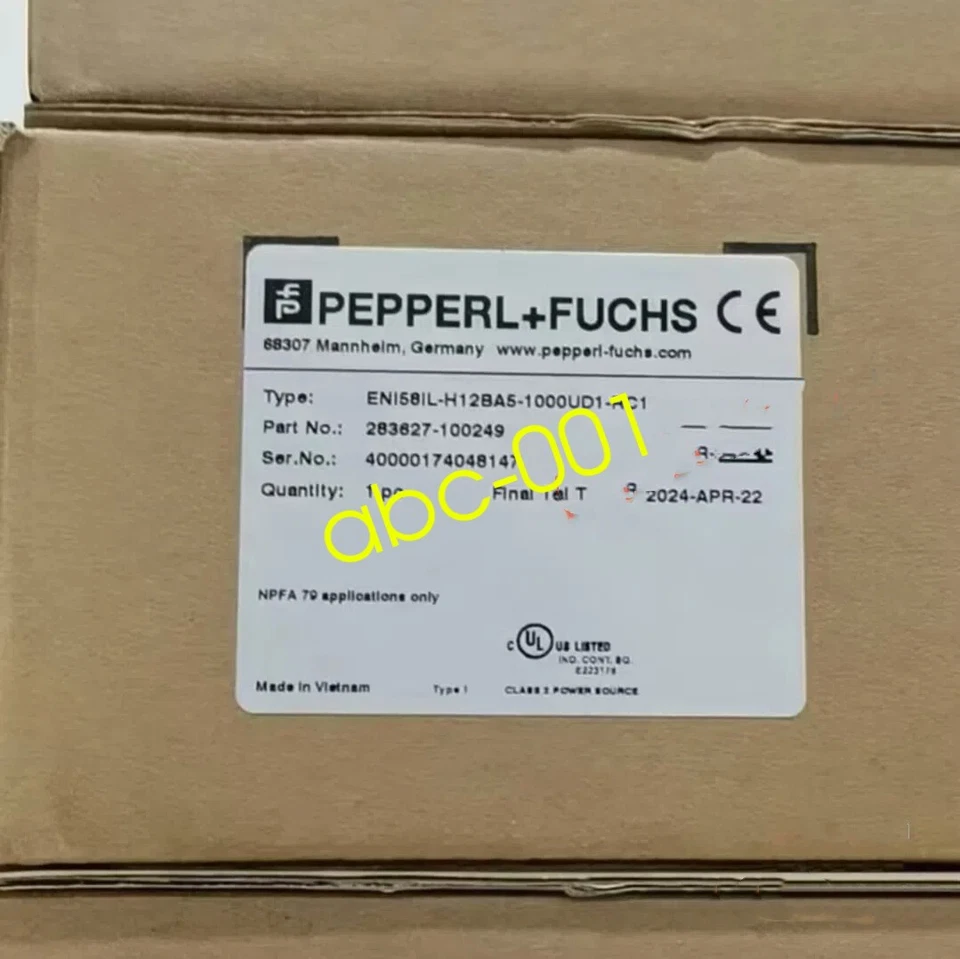 PEPPERL+FUCHS CE
68307 Mannheim, Germany www.pepperl-fuchs.com
Type: ENI58IL-H12BA5-1000UD1-RC1
Part No.: 283627-100249
Ser.No.: 40000174048147
Quantity: 1 pc Final 2024-APR-22
abc-001
NPFA 79 applications only
C UL US LISTED
IND. CONT. EQ.
E223176
Made in Vietnam Type 1 CLASS 2 POWER SOURCE